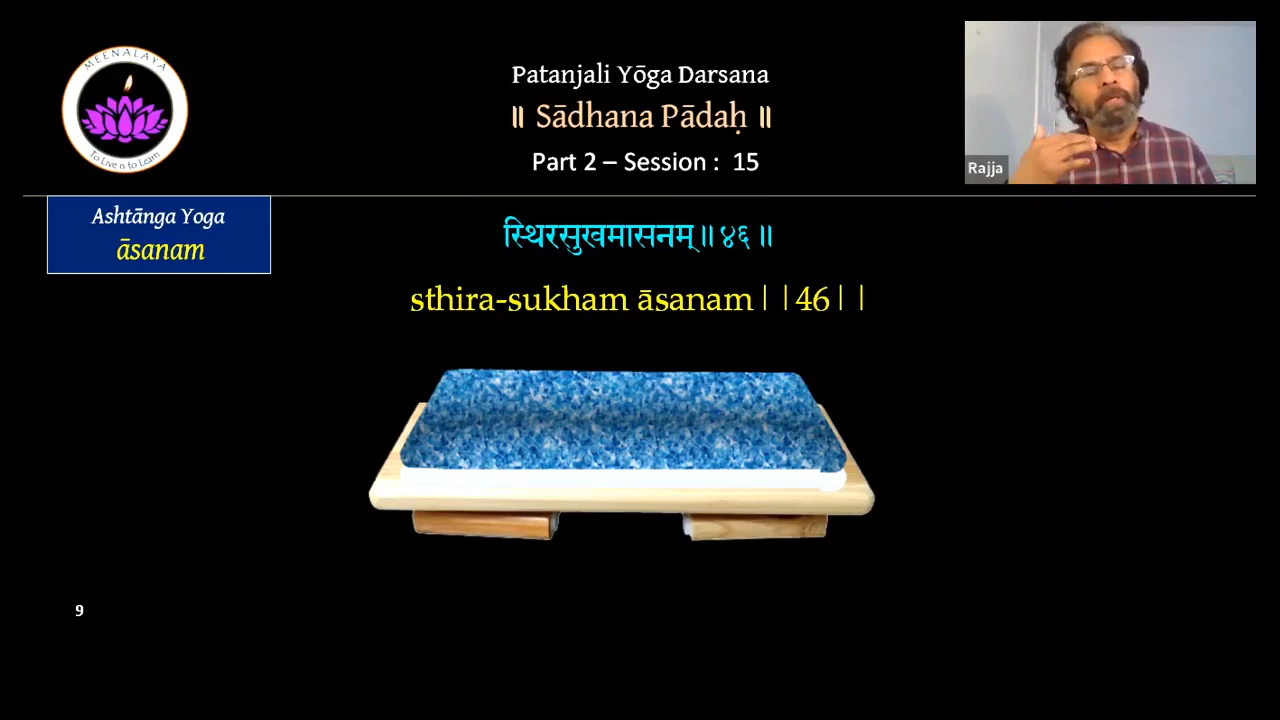 MEENALAYA
To Live is to Learn
Patanjali Yōga Darsana
॥ Sādhana Pādaḥ ॥
Part 2 – Session : 15
Rajja
Ashtānga Yoga
āsanam
स्थिरसुखमासनम्॥४६॥
sthira-sukham āsanam||46||
9